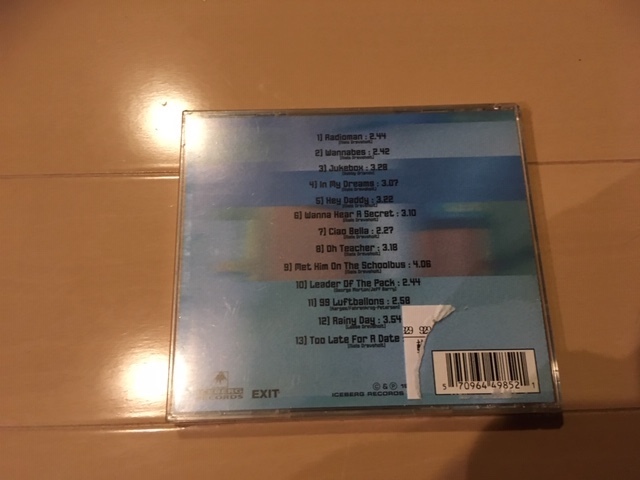 1] Radioman : 2.44
2] Wannabes : 2.42
3] Jukebox : 3.28
4] In My Dreams : 3.07
5] Hey Daddy : 3.22
6] Wanna Hear A Secret : 3.10
7] Ciao Bella : 2.27
8] Oh Teacher : 3.18
9] Met Him On The Schoolbus : 4.06
10] Leader Of The Pack : 2.44
11] 99 Luftballons : 2.59
12] Rainy Day : 3.54
13] Too Late For A Date
EXIT
© & ℗
ICEBERG RECORDS
5 70964 49852 1